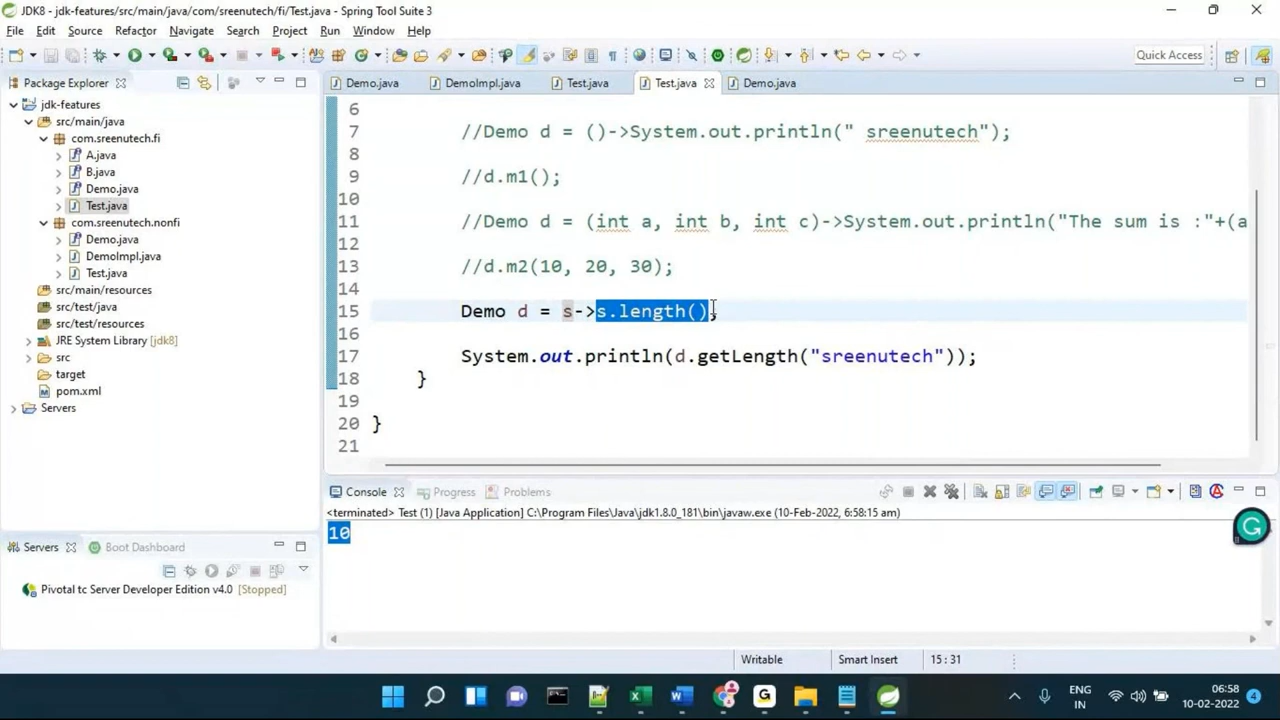 JDK8 - jdk-features/src/main/java/com/sreenutech/fi/Test.java - Spring Tool Suite 3
File Edit Source Refactor Navigate Search Project Run Window Help
Quick Access
Package Explorer
Demo.java DemoImpl.java Test.java Test.java Demo.java
jdk-features
src/main/java
com.sreenutech.fi
A.java
B.java
Demo.java
Test.java
com.sreenutech.nonfi
Demo.java
DemoImpl.java
Test.java
src/main/resources
src/test/java
src/test/resources
JRE System Library [jdk8]
src
target
pom.xml
Servers
6
7 //Demo d = ()->System.out.println(" sreenutech");
8
9 //d.m1();
10
11 //Demo d = (int a, int b, int c)->System.out.println("The sum is :"+(a
12
13 //d.m2(10, 20, 30);
14
15 Demo d = s->s.length();
16
17 System.out.println(d.getLength("sreenutech"));
18 }
19
20 }
21
Console Progress Problems
<terminated> Test (1) [Java Application] C:\Program Files\Java\jdk1.8.0_181\bin\javaw.exe (10-Feb-2022, 6:58:15 am)
10
Servers Boot Dashboard
Pivotal tc Server Developer Edition v4.0 [Stopped]
Writable Smart Insert 15 : 31
ENG
IN
06:58
10-02-2022
4